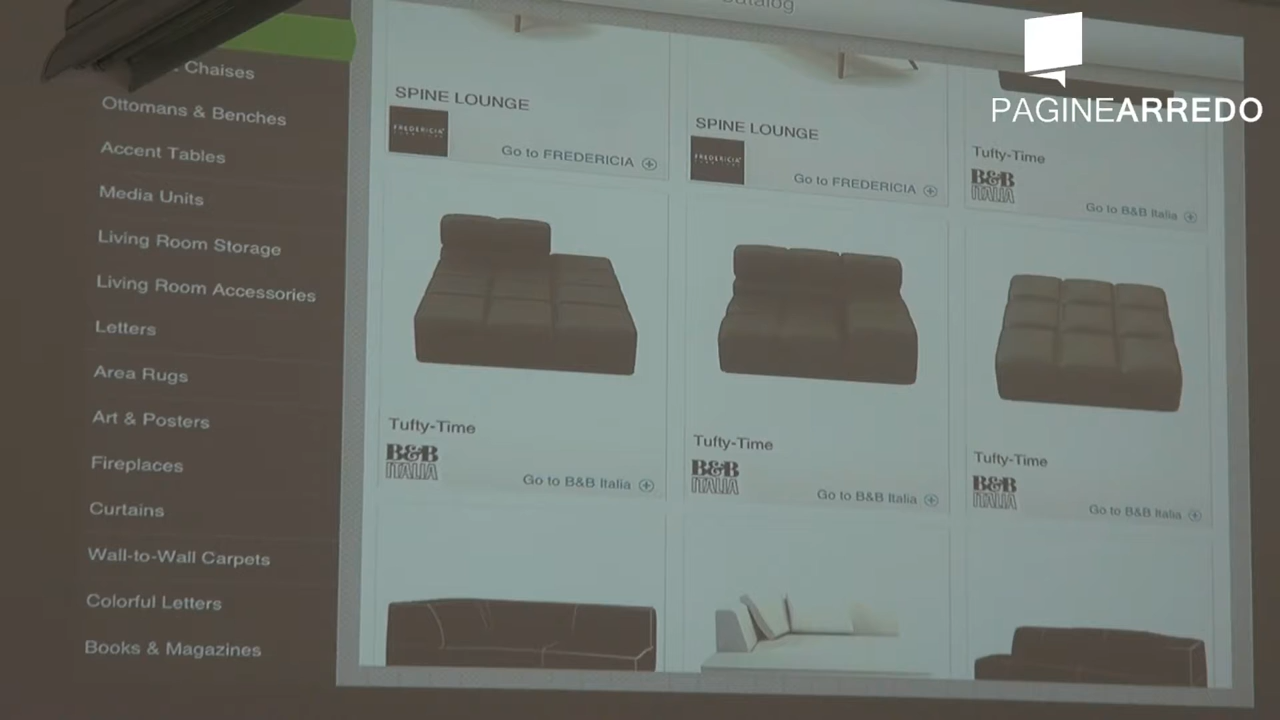 Catalog
PAGINEARREDO
Chaises
Ottomans & Benches
Accent Tables
Media Units
Living Room Storage
Living Room Accessories
Letters
Area Rugs
Art & Posters
Fireplaces
Curtains
Wall-to-Wall Carpets
Colorful Letters
Books & Magazines
SPINE LOUNGE
FREDERICIA
Go to FREDERICIA
SPINE LOUNGE
FREDERICIA
Go to FREDERICIA
Tufty-Time
B&B
ITALIA
Go to B&B Italia
Tufty-Time
B&B
ITALIA
Go to B&B Italia
Tufty-Time
B&B
ITALIA
Go to B&B Italia
Tufty-Time
B&B
ITALIA
Go to B&B Italia